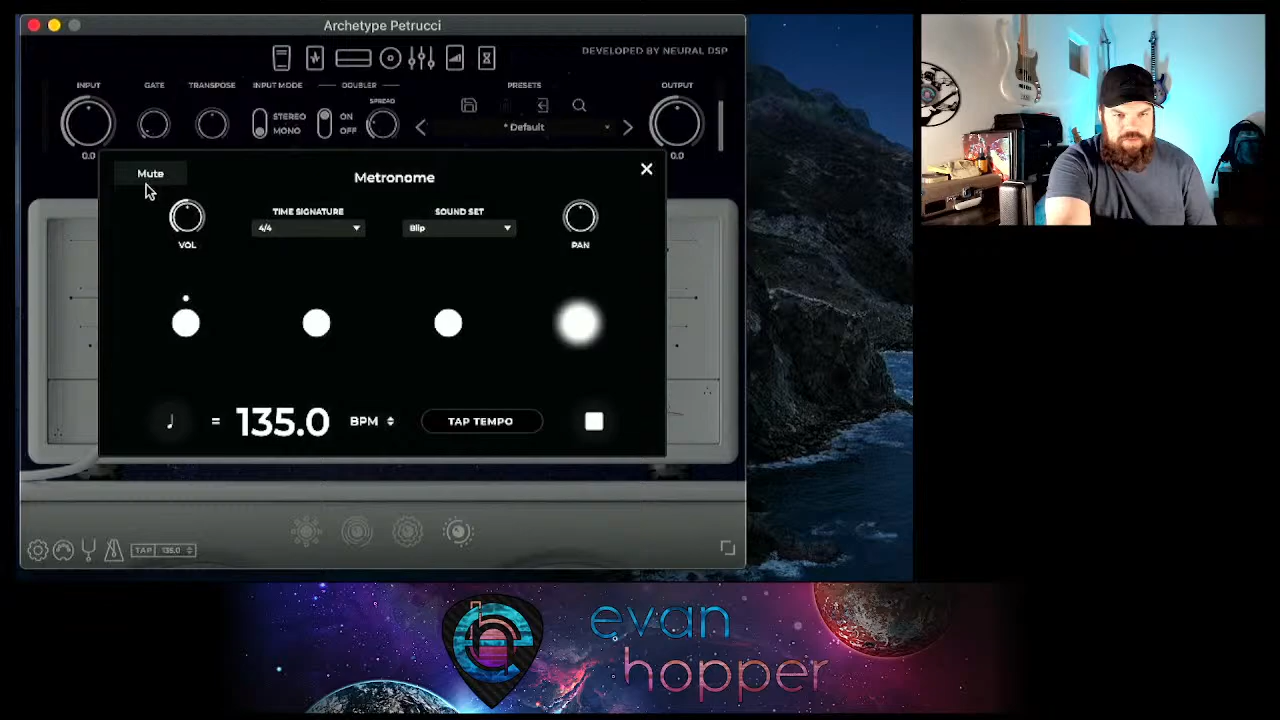 Archetype Petrucci
DEVELOPED BY NEURAL DSP
INPUT
GATE
TRANSPOSE
INPUT MODE
DOUBLER
PRESETS
OUTPUT
STEREO
MONO
ON
OFF
SPREAD
* Default
0.0
0.0
Mute
Metronome
TIME SIGNATURE
SOUND SET
4/4
Blip
VOL
PAN
= 135.0 BPM
TAP TEMPO
TAP 135.0
evan
hopper